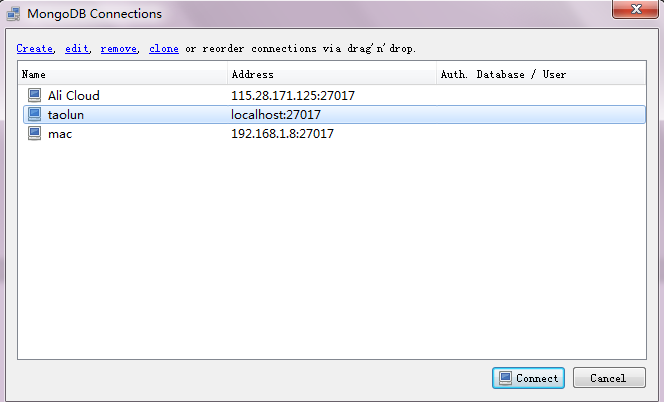 MongoDB Connections
Create, edit, remove, clone or reorder connections via drag'n'drop.
Name Address Auth. Database / User
Ali Cloud 115.28.171.125:27017
taolun localhost:27017
mac 192.168.1.8:27017
Connect Cancel